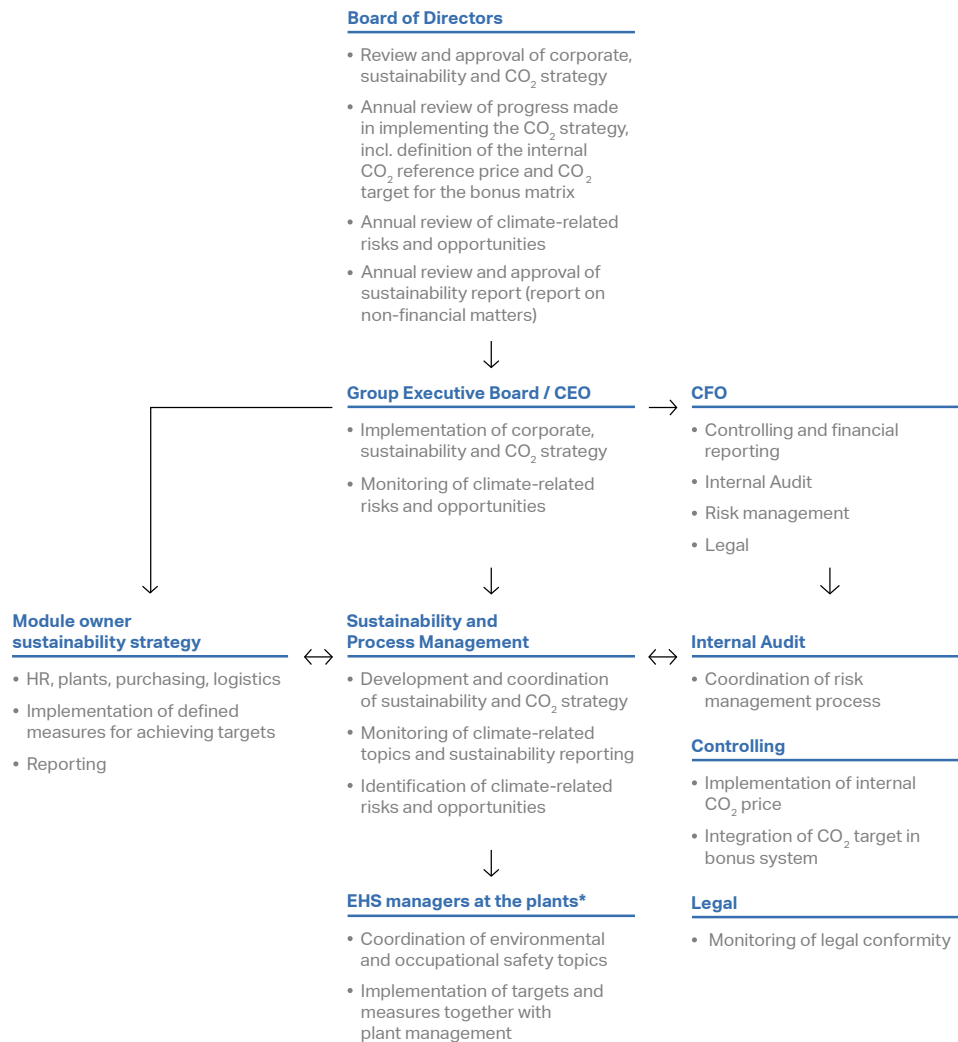 Board of Directors
• Review and approval of corporate,
sustainability and CO₂ strategy
• Annual review of progress made
in implementing the CO₂ strategy,
incl. definition of the internal
CO₂ reference price and CO₂
target for the bonus matrix
• Annual review of climate-related
risks and opportunities
• Annual review and approval of
sustainability report (report on
non-financial matters)
Group Executive Board / CEO
• Implementation of corporate,
sustainability and CO₂ strategy
• Monitoring of climate-related
risks and opportunities
CFO
• Controlling and financial
reporting
• Internal Audit
• Risk management
• Legal
Module owner
sustainability strategy
• HR, plants, purchasing, logistics
• Implementation of defined
measures for achieving targets
• Reporting
Sustainability and
Process Management
• Development and coordination
of sustainability and CO₂ strategy
• Monitoring of climate-related
topics and sustainability reporting
• Identification of climate-related
risks and opportunities
Internal Audit
• Coordination of risk
management process
Controlling
• Implementation of internal
CO₂ price
• Integration of CO₂ target in
bonus system
Legal
• Monitoring of legal conformity
EHS managers at the plants*
• Coordination of environmental
and occupational safety topics
• Implementation of targets and
measures together with
plant management